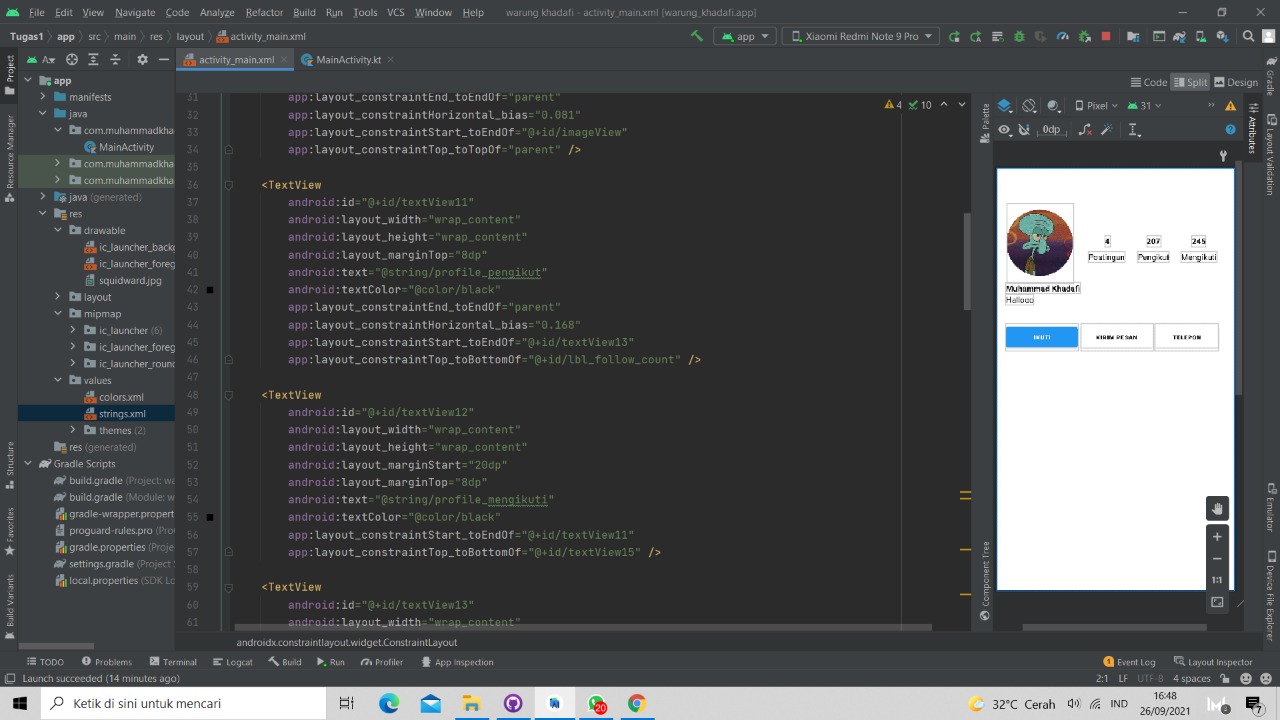 File Edit View Navigate Code Analyze Refactor Build Run Tools VCS Window Help warung khadafi - activity_main.xml [warung_khadafi.app]
Tugas1 app src main res layout activity_main.xml app Xiaomi Redmi Note 9 Pro
Project
Resource Manager
Structure
Favorites
Build Variants
app
manifests
java
com.muhammadkha
MainActivity
com.muhammadkha
com.muhammadkha
java (generated)
res
drawable
ic_launcher_backg
ic_launcher_foreg
squidward.jpg
layout
mipmap
ic_launcher (6)
ic_launcher_foreg
ic_launcher_roun
values
colors.xml
strings.xml
themes (2)
res (generated)
Gradle Scripts
build.gradle (Project: wa
build.gradle (Module: w
gradle-wrapper.propert
proguard-rules.pro (Pro
gradle.properties (Proje
settings.gradle (Project S
local.properties (SDK Lo
activity_main.xml MainActivity.kt
Code Split Design
4 10
31 app:layout_constraintEnd_toEndOf="parent"
32 app:layout_constraintHorizontal_bias="0.081"
33 app:layout_constraintStart_toEndOf="@+id/imageView"
34 app:layout_constraintTop_toTopOf="parent" />
35
36 <TextView
37 android:id="@+id/textView11"
38 android:layout_width="wrap_content"
39 android:layout_height="wrap_content"
40 android:layout_marginTop="8dp"
41 android:text="@string/profile_pengikut"
42 android:textColor="@color/black"
43 app:layout_constraintEnd_toEndOf="parent"
44 app:layout_constraintHorizontal_bias="0.168"
45 app:layout_constraintStart_toEndOf="@+id/textView13"
46 app:layout_constraintTop_toBottomOf="@+id/lbl_follow_count" />
47
48 <TextView
49 android:id="@+id/textView12"
50 android:layout_width="wrap_content"
51 android:layout_height="wrap_content"
52 android:layout_marginStart="20dp"
53 android:layout_marginTop="8dp"
54 android:text="@string/profile_mengikuti"
55 android:textColor="@color/black"
56 app:layout_constraintStart_toEndOf="@+id/textView11"
57 app:layout_constraintTop_toBottomOf="@+id/textView15" />
58
59 <TextView
60 android:id="@+id/textView13"
61 android:layout_width="wrap_content"
androidx.constraintlayout.widget.ConstraintLayout
Palette
Component Tree
Pixel 31
0dp
4 207 245
Postingan Pengikut Mengikuti
Muhammad Khadafi
Hallooo
IKUTI KIRIM PESAN TELEPON
1:1
Gradle
Attributes
Layout Validation
Emulator
Device File Explorer
TODO Problems Terminal Logcat Build Run Profiler App Inspection 1 Event Log Layout Inspector
Launch succeeded (14 minutes ago) 2:1 LF UTF-8 4 spaces
Ketik di sini untuk mencari 20 32°C Cerah IND 16:48
26/09/2021 7